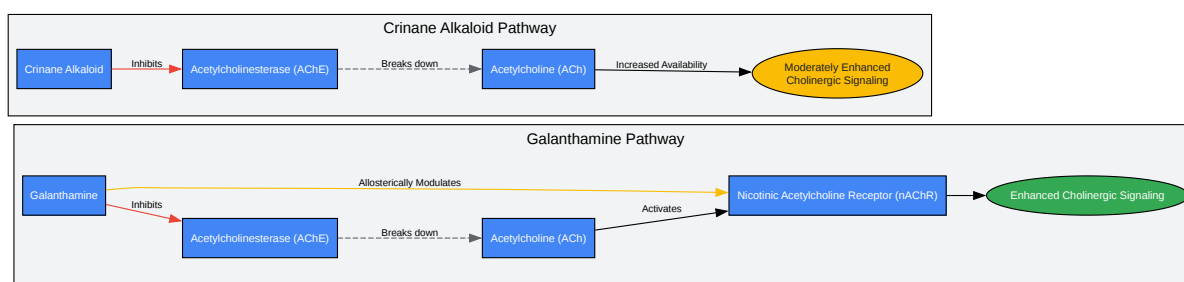 Crinane Alkaloid Pathway
Crinane Alkaloid
Inhibits
Acetylcholinesterase (AChE)
Breaks down
Acetylcholine (ACh)
Increased Availability
Moderately Enhanced
Cholinergic Signaling
Galanthamine Pathway
Galanthamine
Allosterically Modulates
Nicotinic Acetylcholine Receptor (nAChR)
Enhanced Cholinergic Signaling
Inhibits
Acetylcholinesterase (AChE)
Breaks down
Acetylcholine (ACh)
Activates